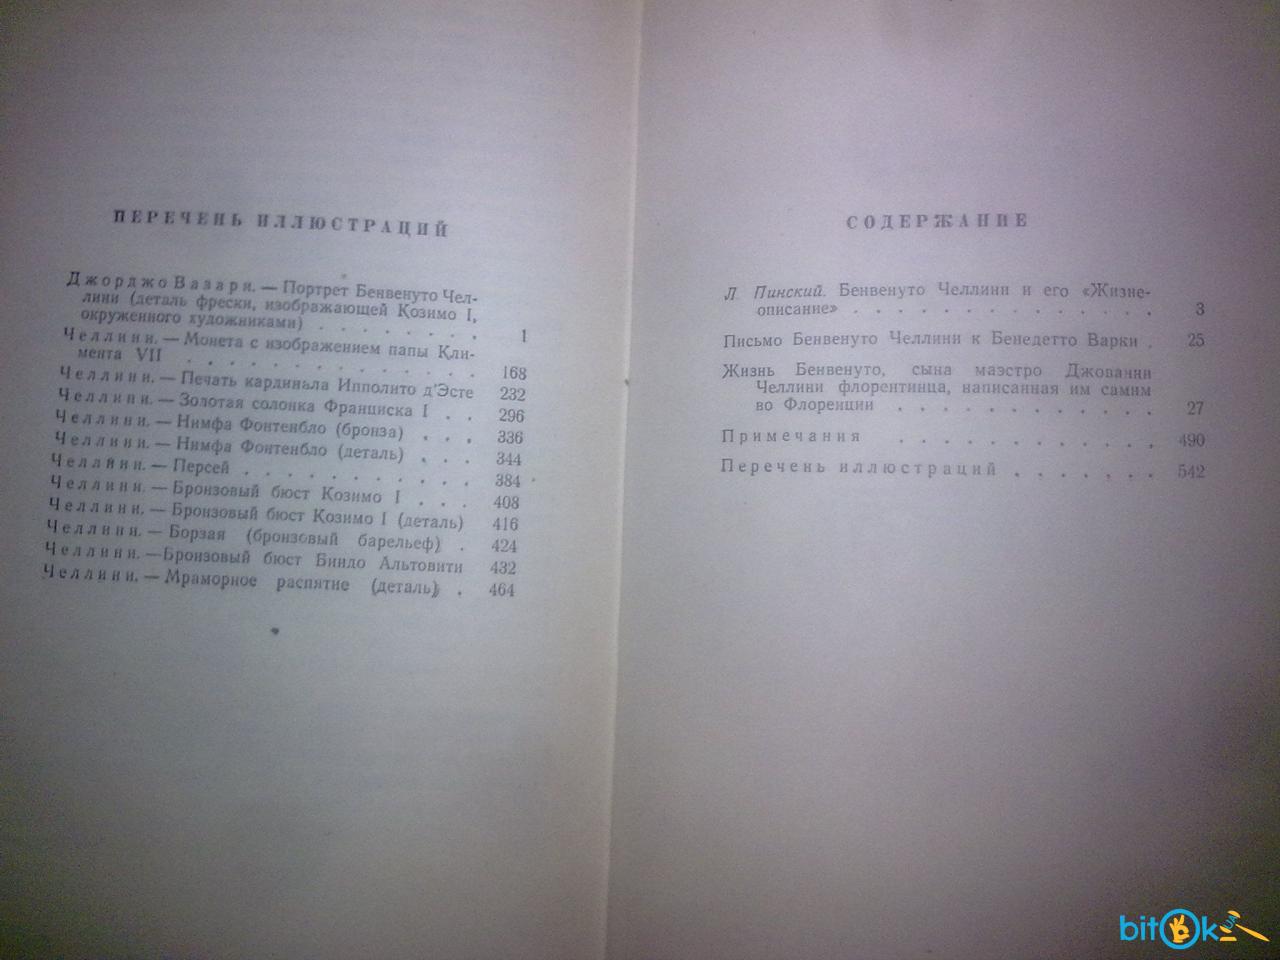 ПЕРЕЧЕНЬ ИЛЛЮСТРАЦИЙ
Джорджо Вазари. — Портрет Бенвенуто Чел-
лини (деталь фрески, изображающей Козимо I,
окруженного художниками) . . . . . . . . 1
Челлини. — Монета с изображением папы Кли-
мента VII . . . . . . . . . . . . . . 168
Челлини. — Печать кардинала Ипполито д'Эсте 232
Челлини. — Золотая солонка Франциска I . . 296
Челлини. — Нимфа Фонтенбло (бронза) . . . 336
Челлини. — Нимфа Фонтенбло (деталь) . . . 344
Челлини. — Персей . . . . . . . . . . . 384
Челлини. — Бронзовый бюст Козимо I . . . 408
Челлини. — Бронзовый бюст Козимо I (деталь) 416
Челлини. — Борзая (бронзовый барельеф) . 424
Челлини. — Бронзовый бюст Биндо Альтовити 432
Челлини. — Мраморное распятие (деталь) . 464
СОДЕРЖАНИЕ
Л. Пинский. Бенвенуто Челлини и его «Жизне-
описание» . . . . . . . . . . . . . . 3
Письмо Бенвенуто Челлини к Бенедетто Варки . 25
Жизнь Бенвенуто, сына маэстро Джованни
Челлини флорентинца, написанная им самим
во Флоренции . . . . . . . . . . . . 27
Примечания . . . . . . . . . . . . 490
Перечень иллюстраций . . . . . . . 542
bitOk UA